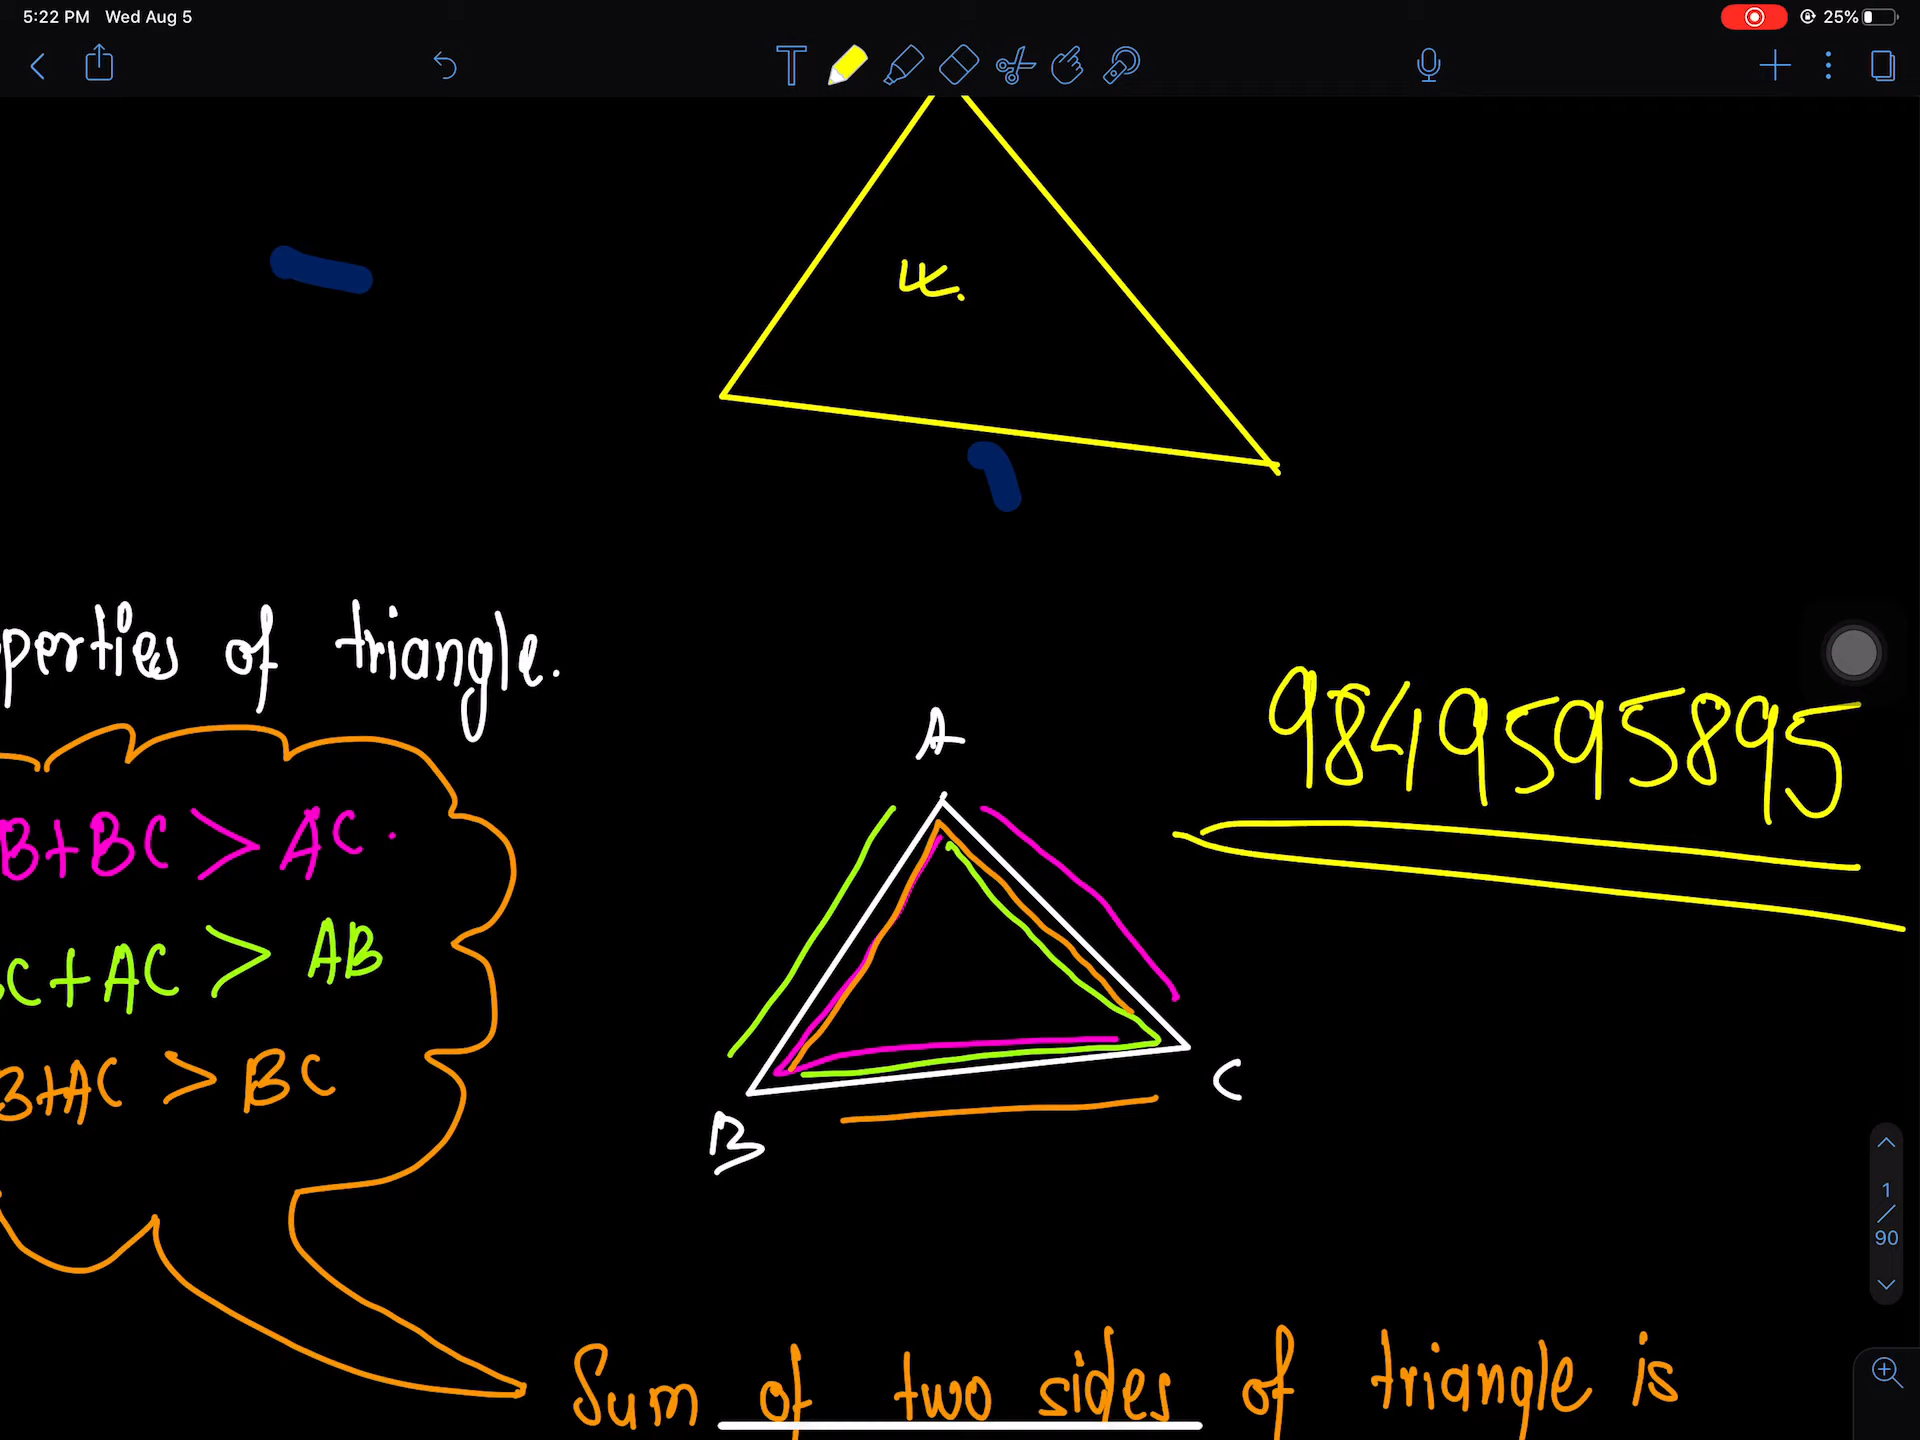 5:22 PM Wed Aug 5
25%
T
4.
perties of triangle.
9849595895
A
B+BC > AC.
C+AC > AB
B+AC > BC
C
B
1
/
90
Sum of two sides of triangle is